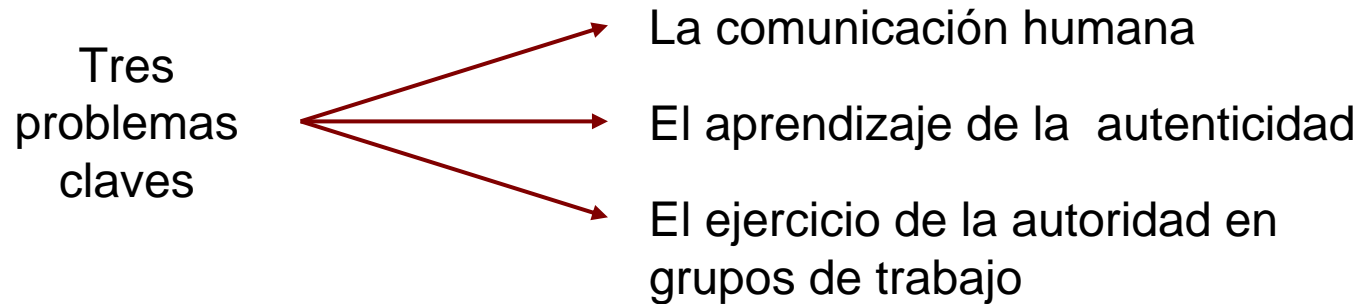 Tres
problemas
claves
La comunicación humana
El aprendizaje de la autenticidad
El ejercicio de la autoridad en
grupos de trabajo